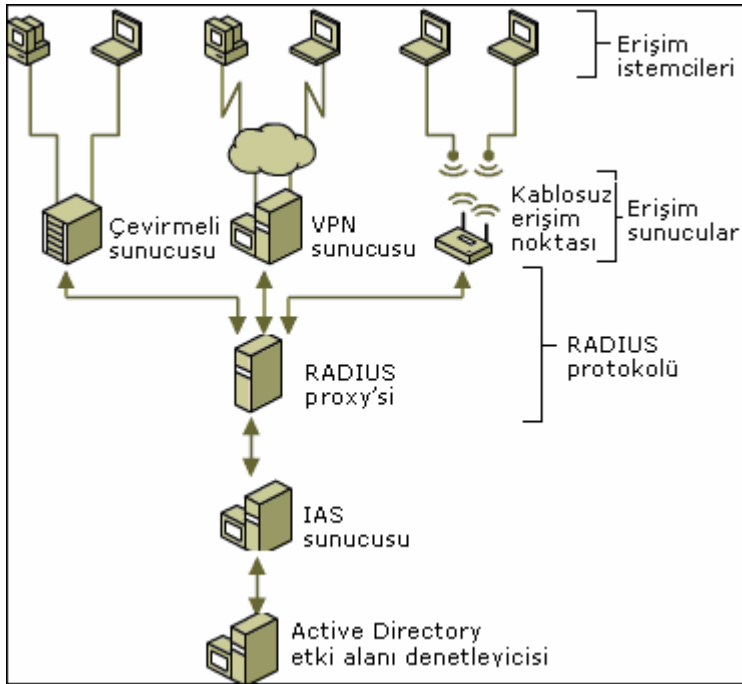 Erişim
istemcileri
Çevirmeli
sunucusu
VPN
sunucusu
Kablosuz
erişim
noktası
Erişim
sunucular
RADIUS
proxy'si
RADIUS
protokolü
IAS
sunucusu
Active Directory
etki alanı denetleyicisi